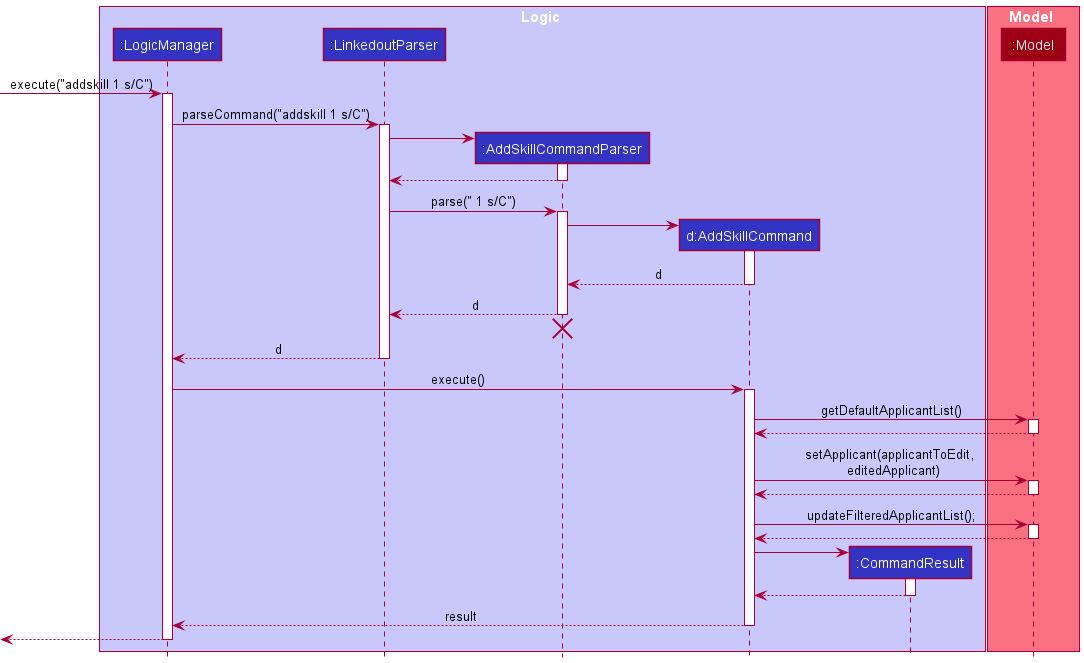 Logic
Model
:LogicManager
:LinkedoutParser
:Model
execute("addskill 1 s/C")
parseCommand("addskill 1 s/C")
:AddSkillCommandParser
parse(" 1 s/C")
d:AddSkillCommand
d
d
d
execute()
getDefaultApplicantList()
setApplicant(applicantToEdit,
editedApplicant)
updateFilteredApplicantList();
:CommandResult
result